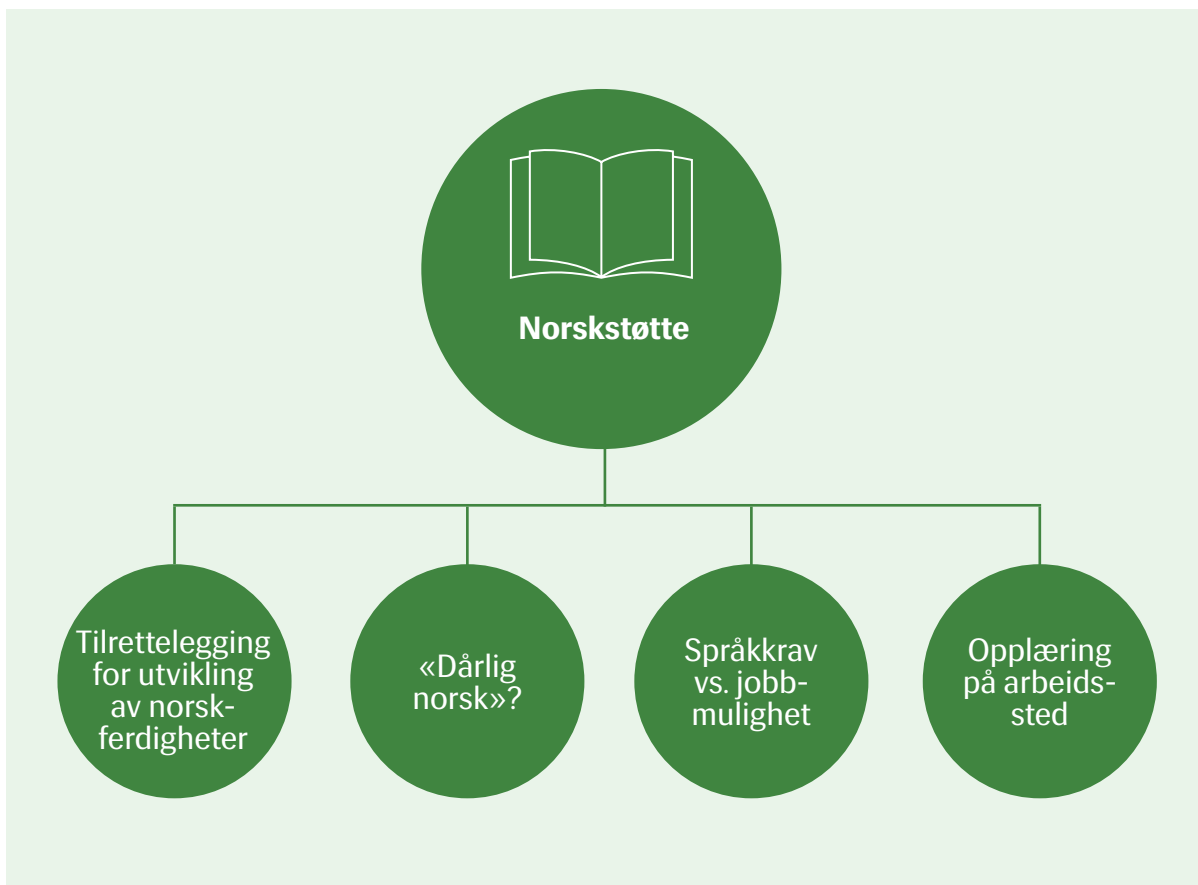 Norskstøtte
Tilrettelegging
for utvikling
av norsk-
ferdigheter
«Dårlig
norsk»?
Språkkrav
vs. jobb-
mulighet
Opplæring
på arbeids-
sted